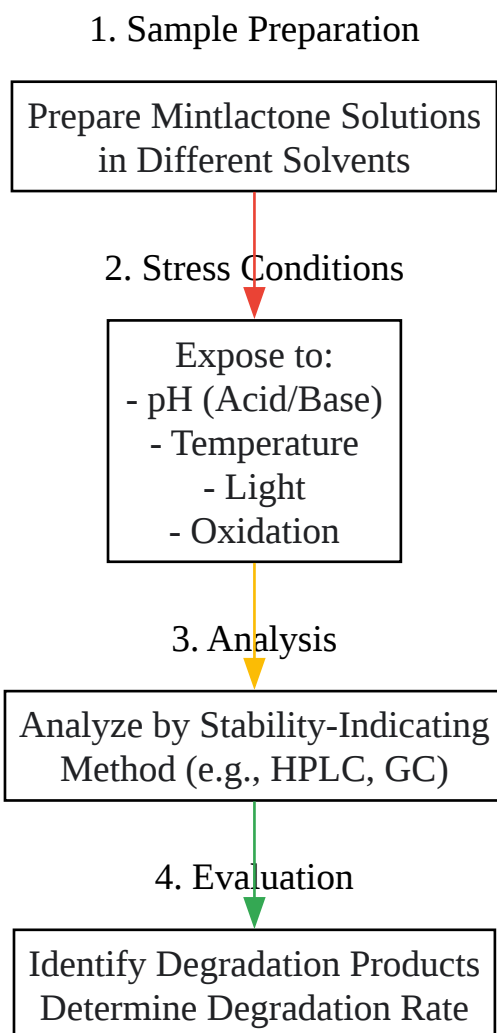 1. Sample Preparation
Prepare Mintlactone Solutions
in Different Solvents
2. Stress Conditions
Expose to:
- pH (Acid/Base)
- Temperature
- Light
- Oxidation
3. Analysis
Analyze by Stability-Indicating
Method (e.g., HPLC, GC)
4. Evaluation
Identify Degradation Products
Determine Degradation Rate